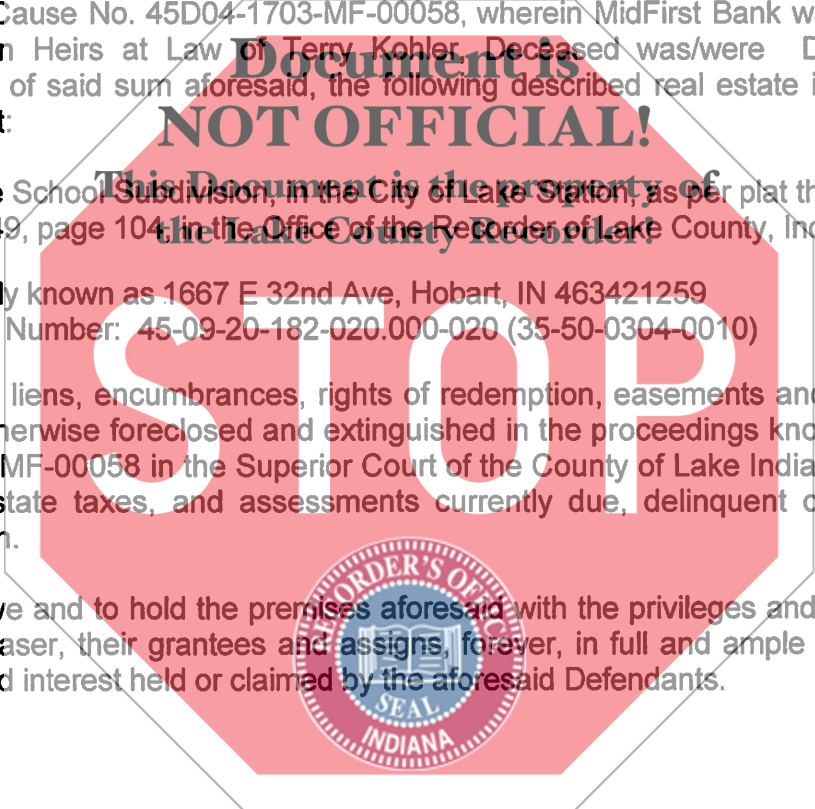 Cause No. 45D04-1703-MF-00058, wherein MidFirst Bank
n Heirs at Law of Terry Kohler, Deceased was/were
Document is
of said sum aforesaid, the following described real estate
NOT OFFICIAL!
t:
This Document is the property of
School Subdivision, in the City of Lake Station, as per plat
the Lake County Recorder!
9, page 104, in the Office of the Recorder of Lake County,
y known as 1667 E 32nd Ave, Hobart, IN 463421259
Number: 45-09-20-182-020.000-020 (35-50-0304-0010)
STOP
liens, encumbrances, rights of redemption, easements and
erwise foreclosed and extinguished in the proceedings
MF-00058 in the Superior Court of the County of Lake
state taxes, and assessments currently due, delinquent
n.
e and to hold the premises aforesaid with the privileges and
aser, their grantees and assigns, forever, in full and ample
d interest held or claimed by the aforesaid Defendants.
RECORDER'S OFFICE
SEAL
INDIANA